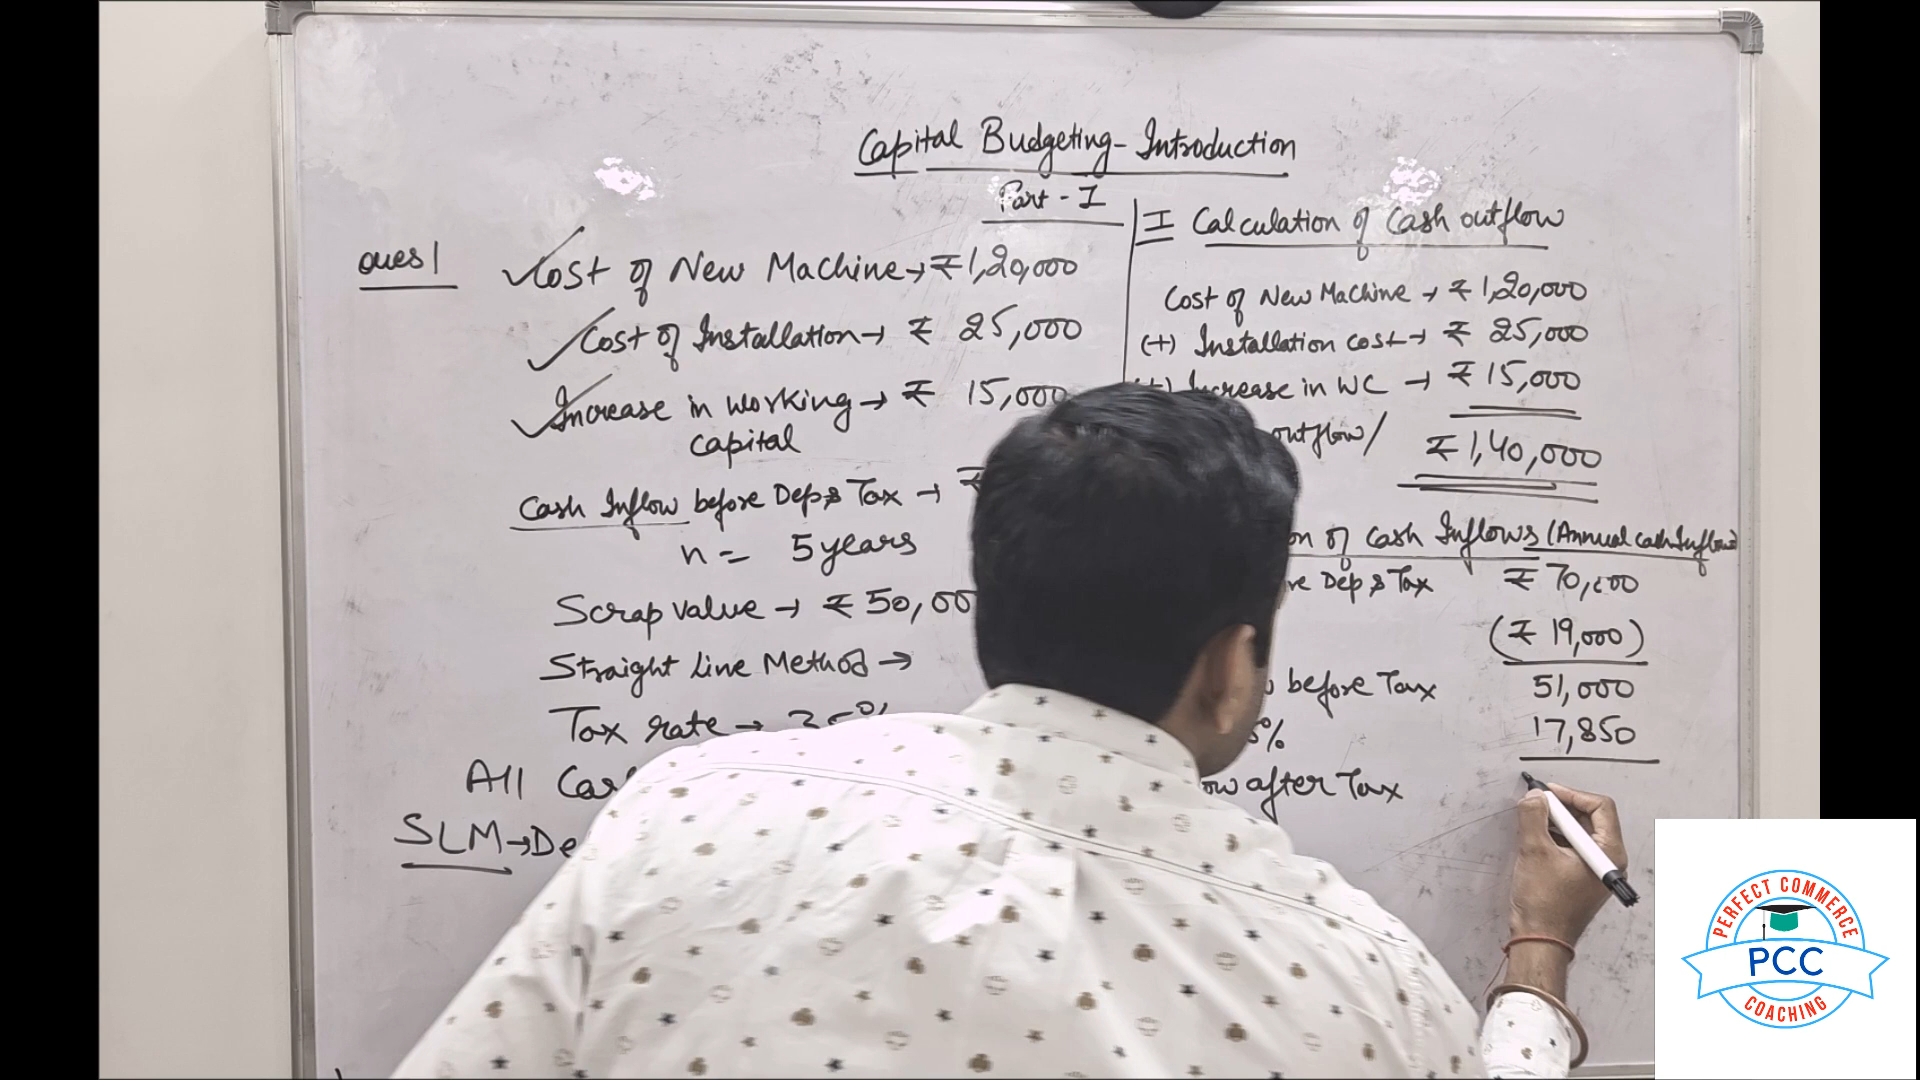 Capital Budgeting - Introduction
Part - I
Ques 1
Cost of New Machine → ₹ 1,20,000
Cost of Installation → ₹ 25,000
Increase in working → ₹ 15,000
capital
Cash Inflow before Dep & Tax → ₹
n = 5 years
Scrap value → ₹ 50,00
Straight Line Method →
Tax rate →
All
SLM → De
I Calculation of Cash outflow
Cost of New Machine → ₹ 1,20,000
(+) Installation cost → ₹ 25,000
Increase in WC → ₹ 15,000
outflow/ ₹ 1,40,000
on of cash Inflows (Annual cash Inflow)
re Dep & Tax ₹ 70,000
(₹ 19,000)
before Tax 51,000
5% 17,850
ow after Tax
PERFECT COMMERCE
PCC
COACHING